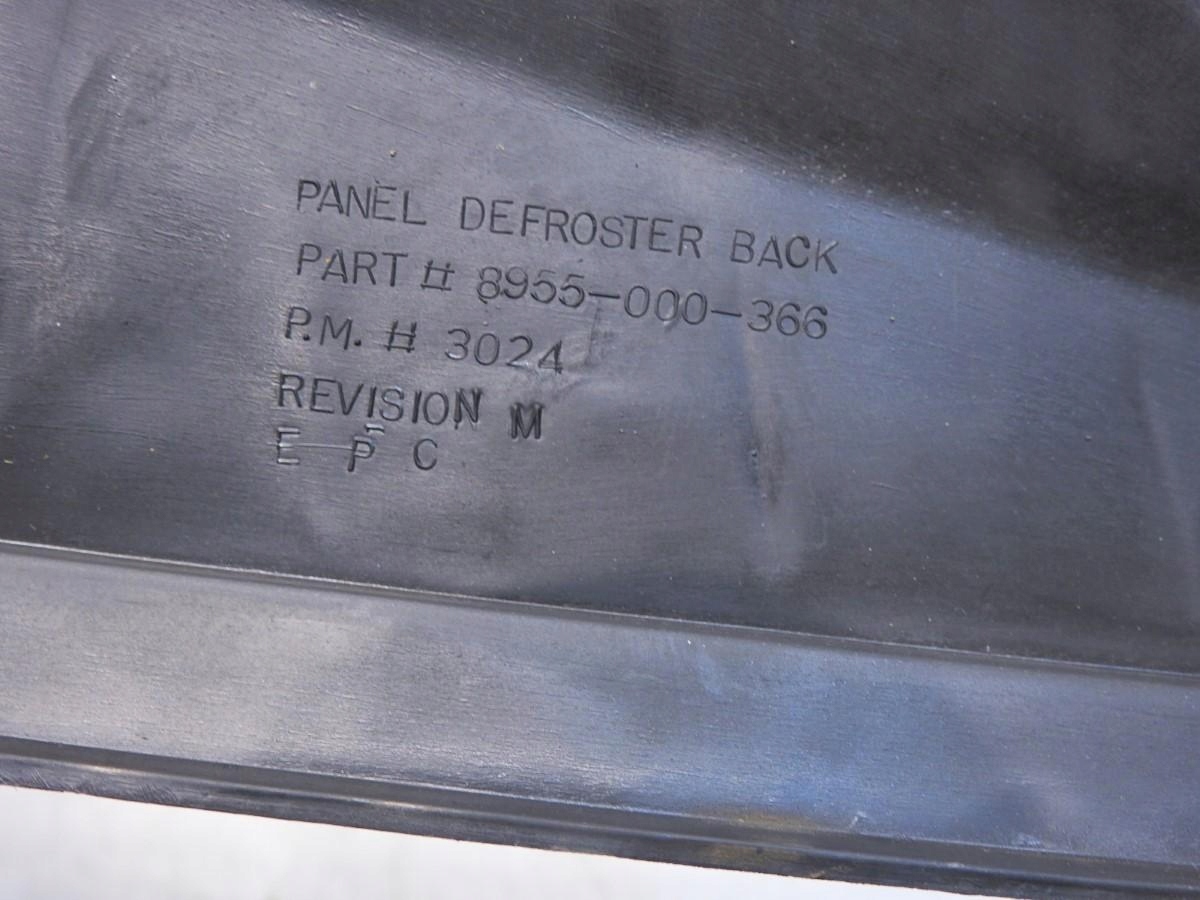 PANEL DEFROSTER BACK
PART # 8955-000-366
P.M. # 3024
REVISION M
E P C